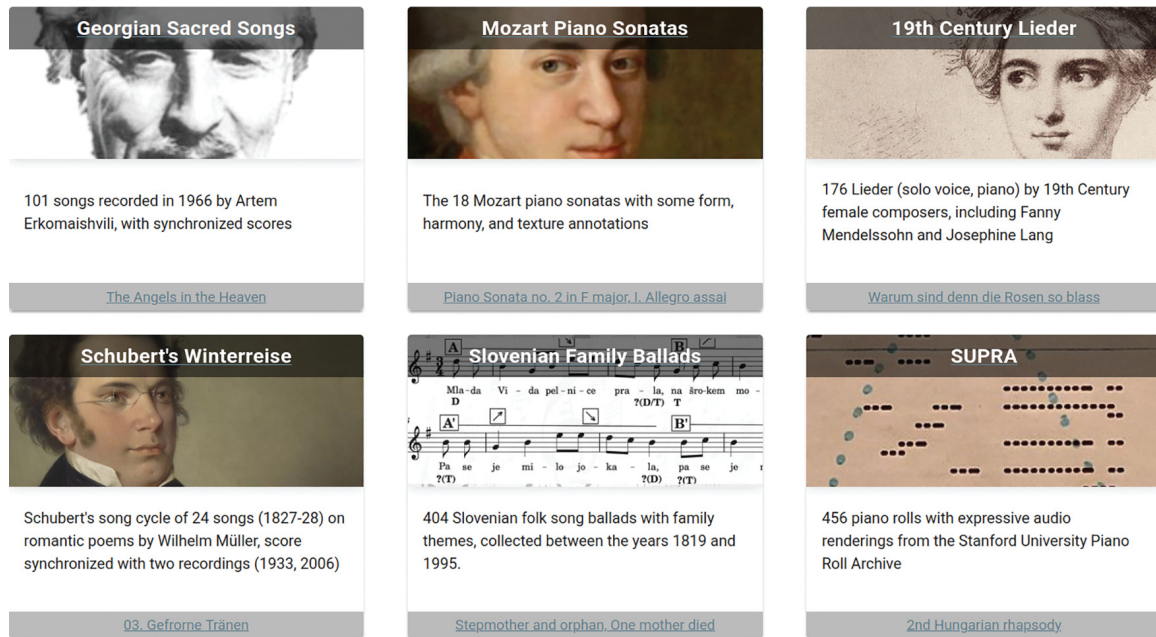 Georgian Sacred Songs
101 songs recorded in 1966 by Artem
Erkomaishvili, with synchronized scores
The Angels in the Heaven
Mozart Piano Sonatas
The 18 Mozart piano sonatas with some form,
harmony, and texture annotations
Piano Sonata no. 2 in F major, I. Allegro assai
19th Century Lieder
176 Lieder (solo voice, piano) by 19th Century
female composers, including Fanny
Mendelssohn and Josephine Lang
Warum sind denn die Rosen so blass
Schubert's Winterreise
Schubert's song cycle of 24 songs (1827-28) on
romantic poems by Wilhelm Müller, score
synchronized with two recordings (1933, 2006)
03. Gefrorne Tränen
A B
Slovenian Family Ballads
Mla-da Vi - da pel-ni-ce pra - la, na šro-kem mo -
D ?(D/T) T
A' B'
Pa se je mi - lo jo - ka - la, pa se je
?(T) ?(D) ?(T)
404 Slovenian folk song ballads with family
themes, collected between the years 1819 and
1995.
Stepmother and orphan, One mother died
SUPRA
456 piano rolls with expressive audio
renderings from the Stanford University Piano
Roll Archive
2nd Hungarian rhapsody